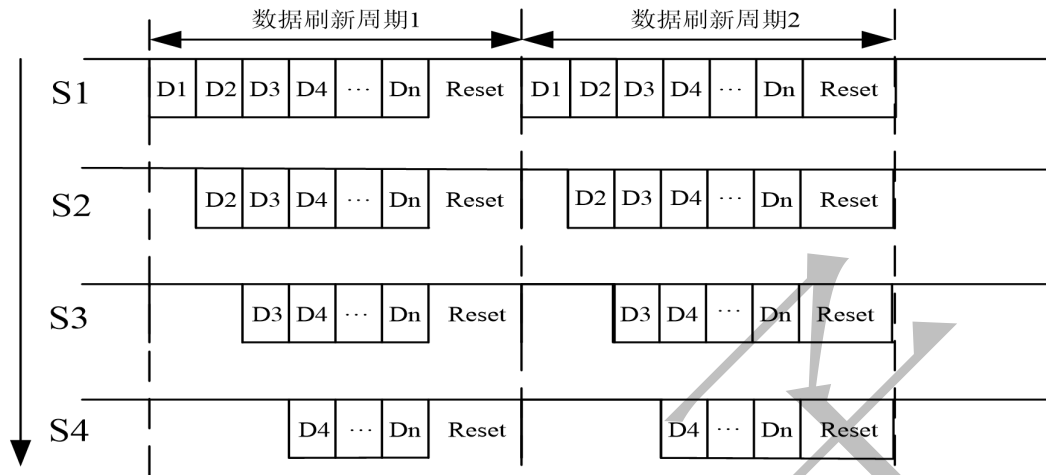 数据刷新周期1 数据刷新周期2
S1 D1 D2 D3 D4 ··· Dn Reset D1 D2 D3 D4 ··· Dn Reset
S2 D2 D3 D4 ··· Dn Reset D2 D3 D4 ··· Dn Reset
S3 D3 D4 ··· Dn Reset D3 D4 ··· Dn Reset
S4 D4 ··· Dn Reset D4 ··· Dn Reset